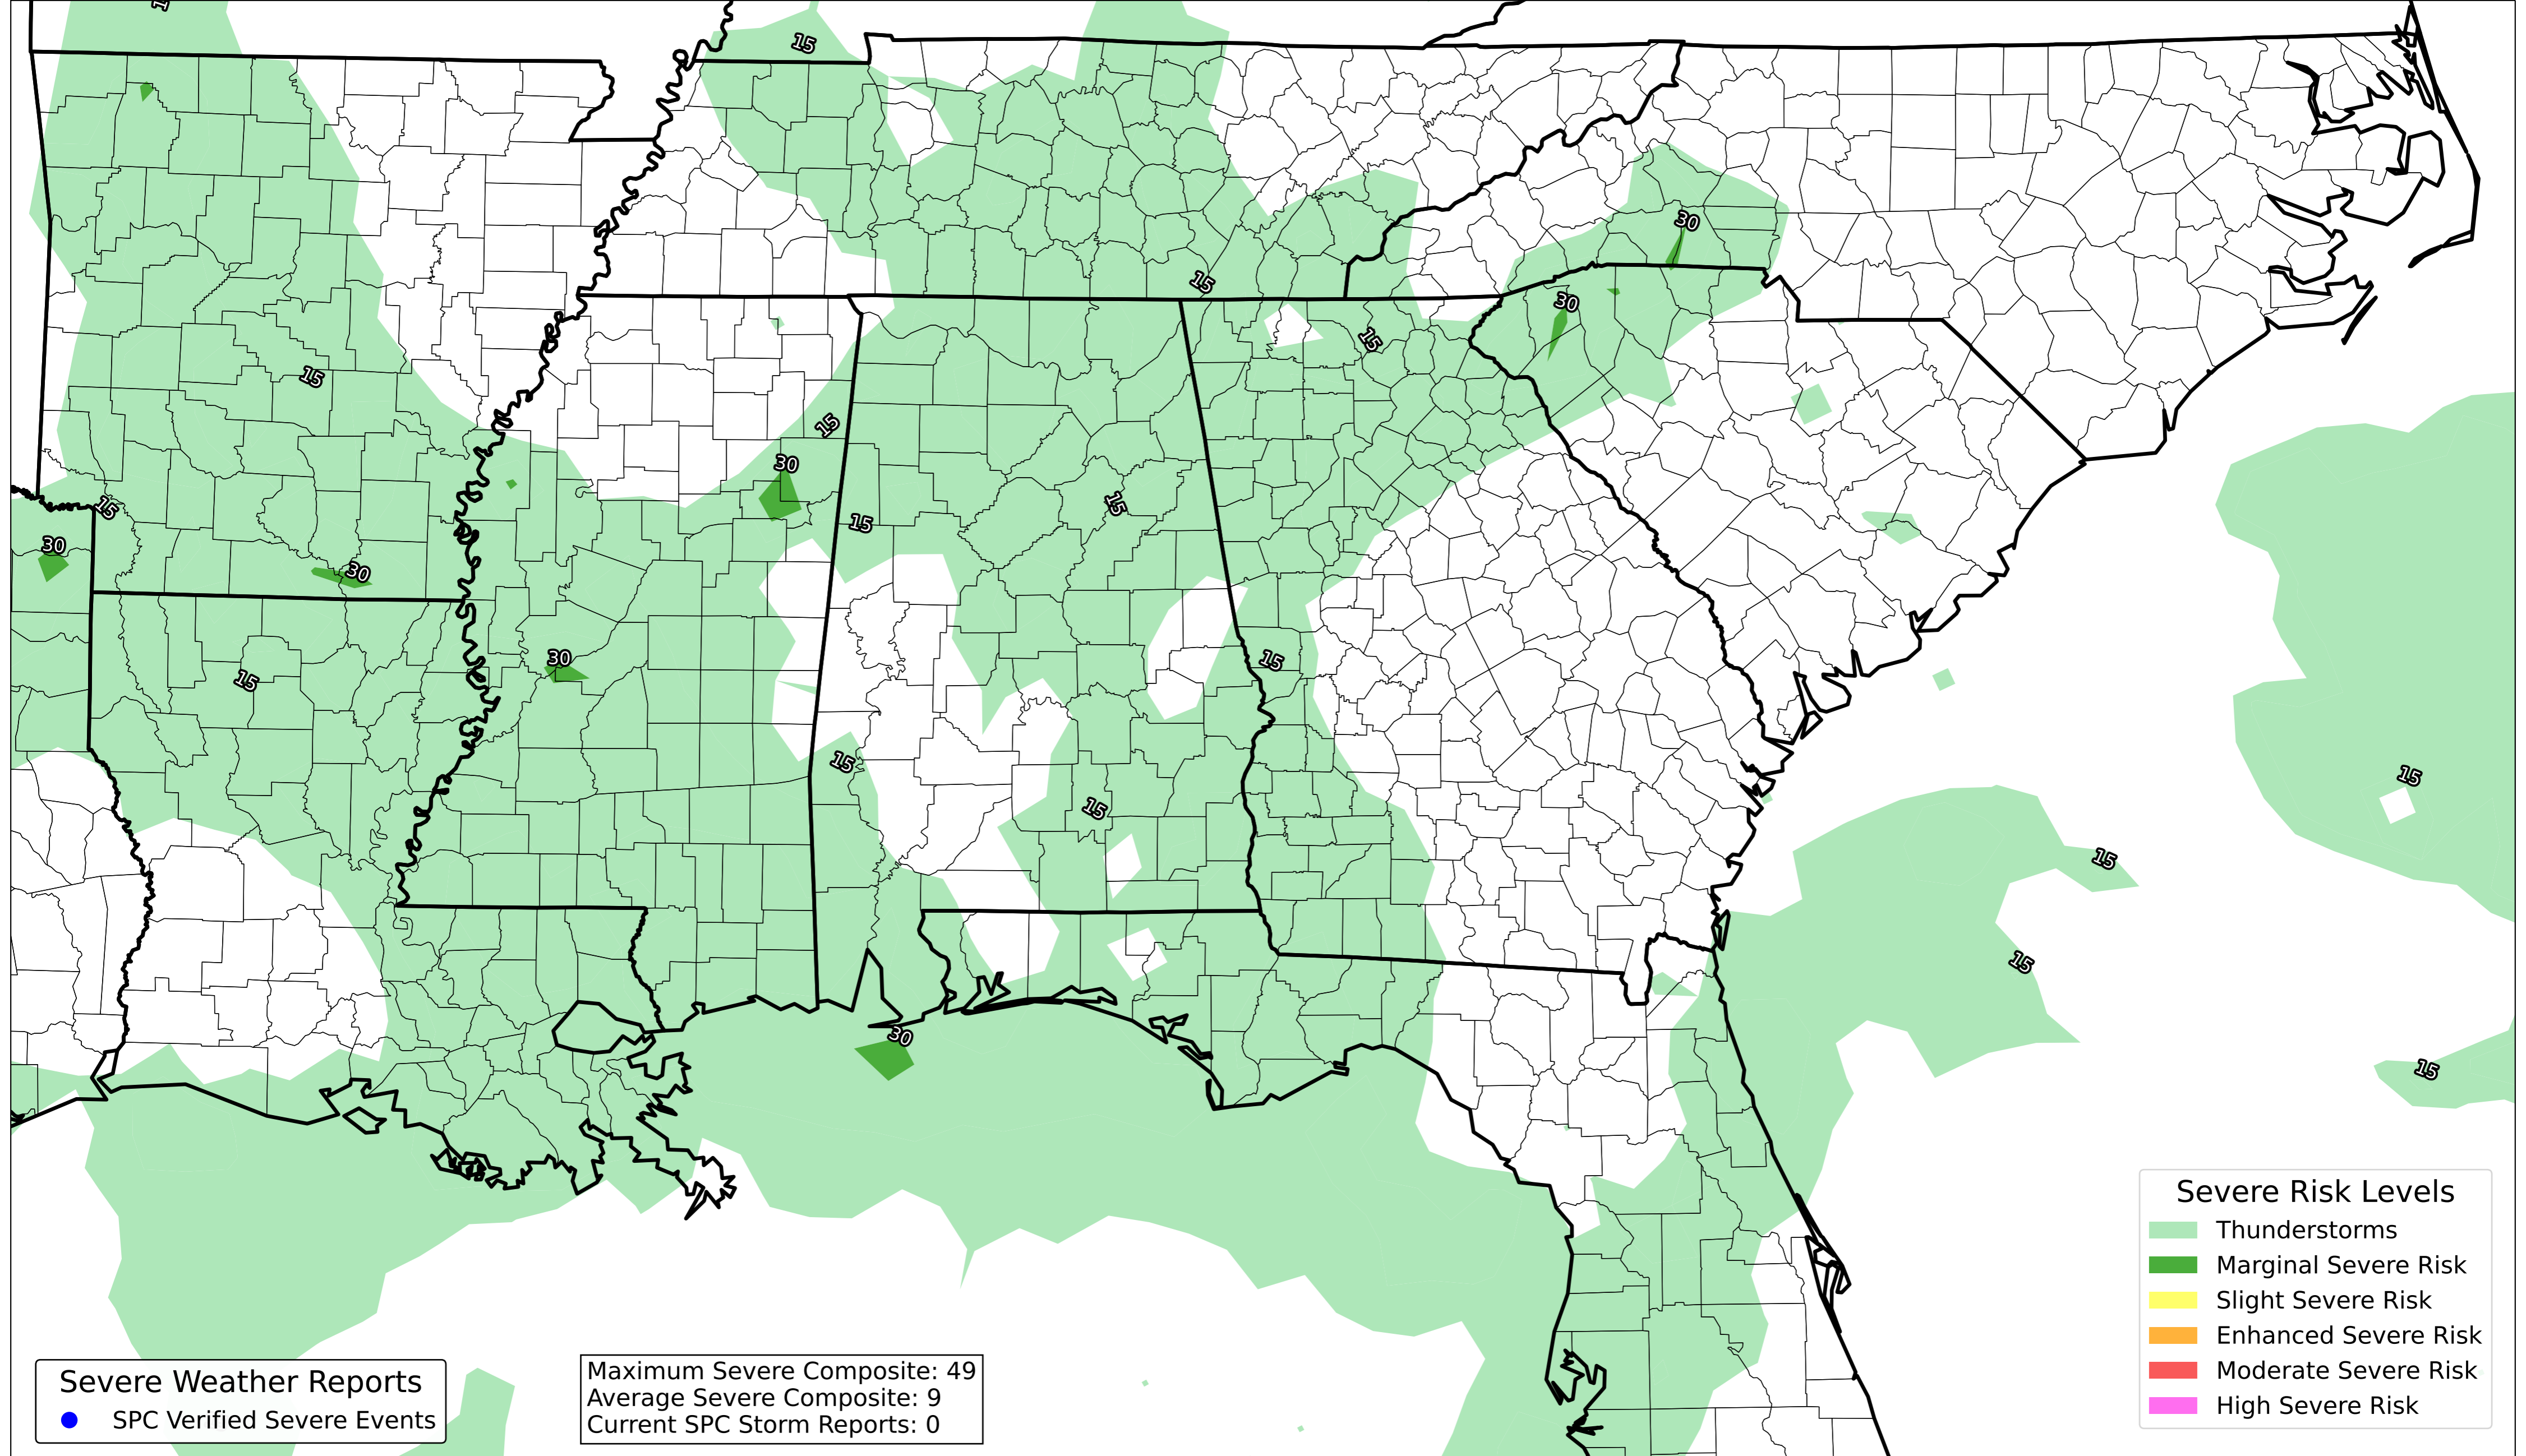 15
30
30
15
15
15
15
30
15
15
15
30
30
15
30
15
15
15
15
15
15
15
30
15
Severe Risk Levels
Thunderstorms
Marginal Severe Risk
Slight Severe Risk
Enhanced Severe Risk
Moderate Severe Risk
High Severe Risk
Severe Weather Reports
SPC Verified Severe Events
Maximum Severe Composite: 49
Average Severe Composite: 9
Current SPC Storm Reports: 0